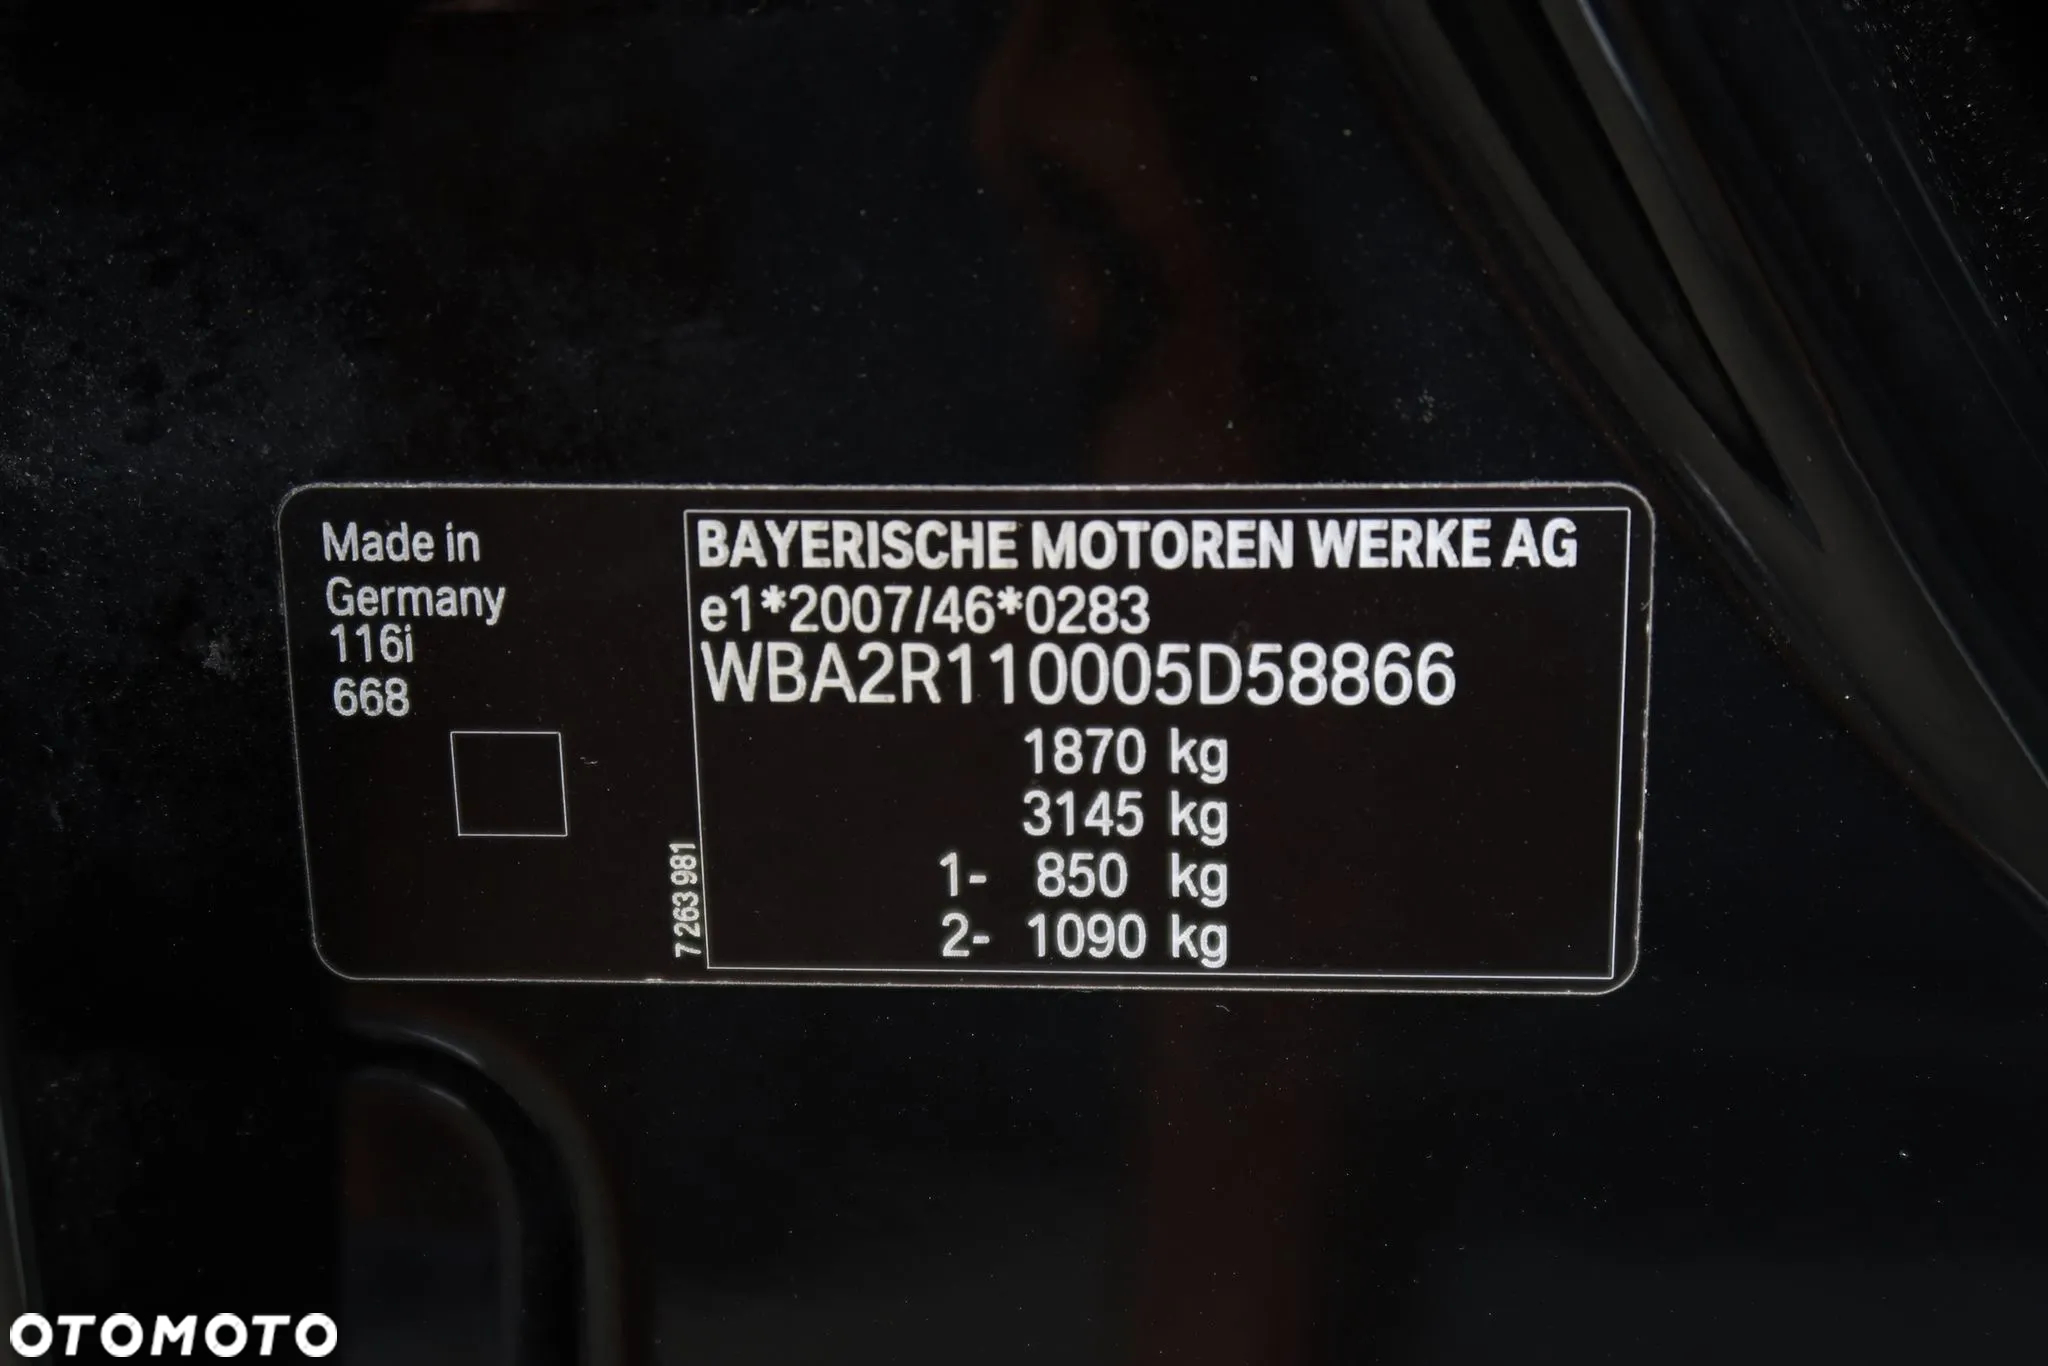 Made in
Germany
116i
668
7 263 981
BAYERISCHE MOTOREN WERKE AG
e1*2007/46*0283
WBA2R110005D58866
1870 kg
3145 kg
1- 850 kg
2- 1090 kg
OTOMOTO